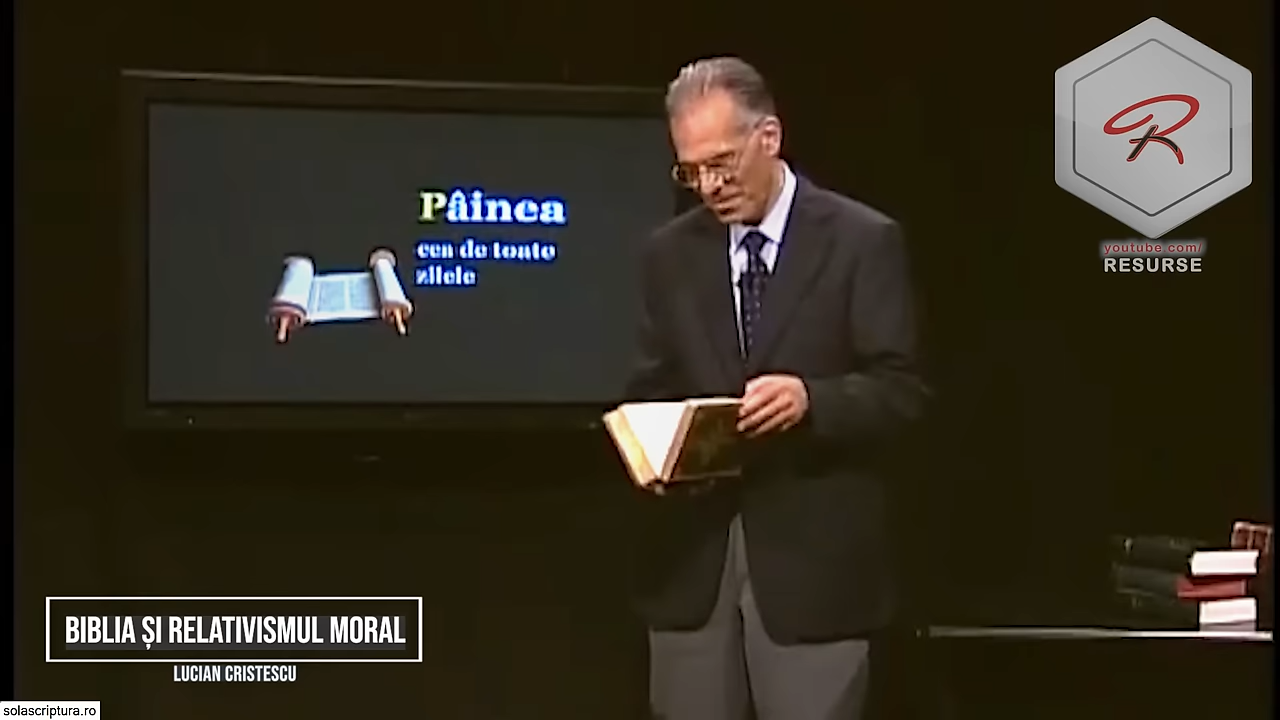 Pâinea
cea de toate
zilele
youtube.com/
RESURSE
BIBLIA ȘI RELATIVISMUL MORAL
LUCIAN CRISTESCU
solascriptura.ro